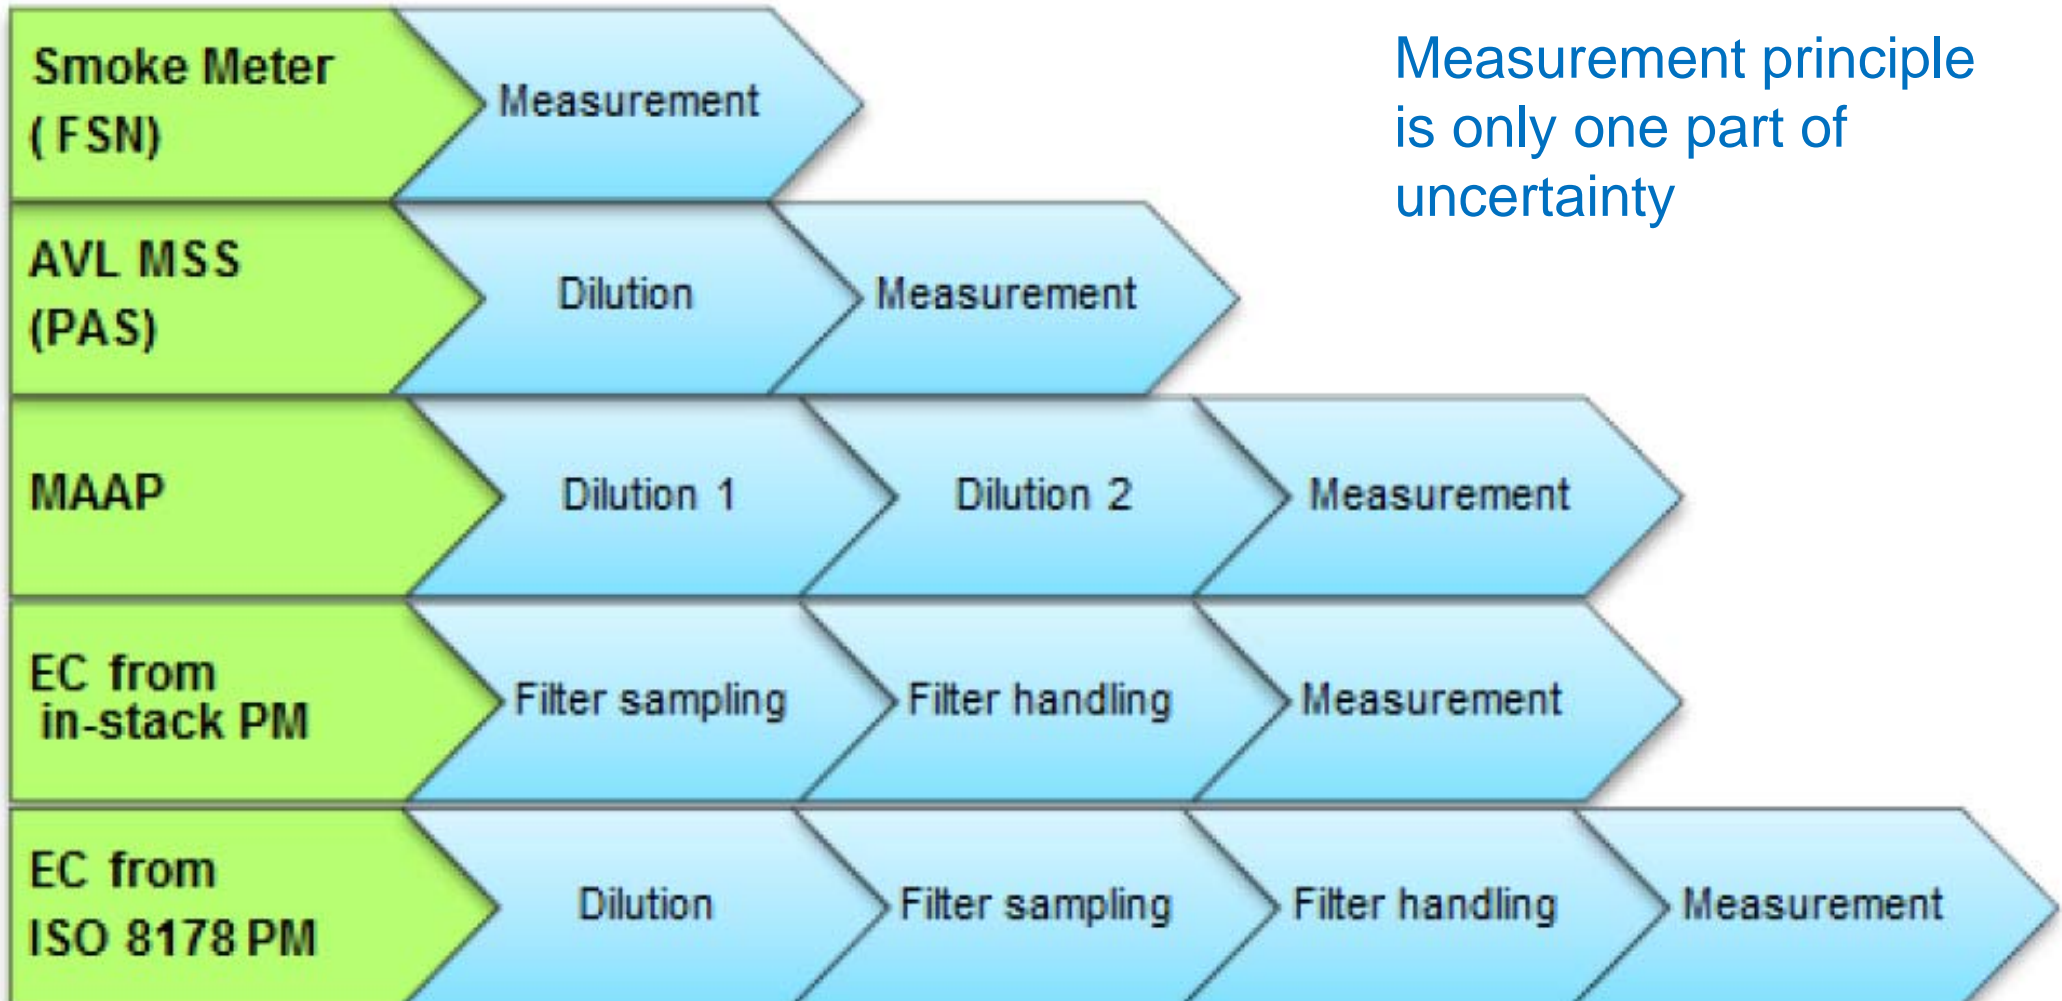 Smoke Meter
( FSN)
Measurement
Measurement principle
is only one part of
uncertainty
AVL MSS
(PAS)
Dilution
Measurement
MAAP
Dilution 1
Dilution 2
Measurement
EC from
in-stack PM
Filter sampling
Filter handling
Measurement
EC from
ISO 8178 PM
Dilution
Filter sampling
Filter handling
Measurement